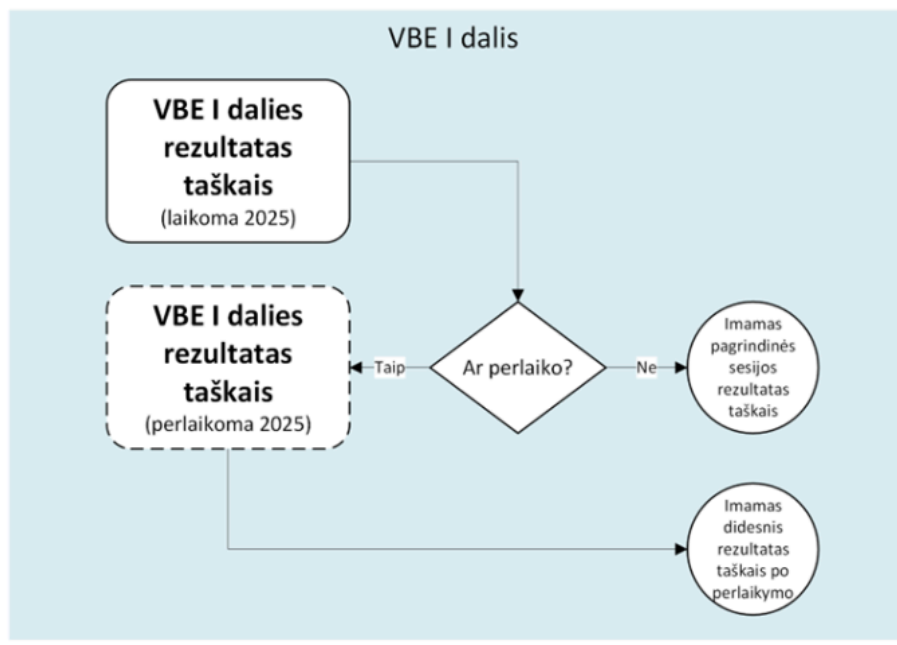 VBE I dalis
VBE I dalies
rezultatas
taškais
(laikoma 2025)
VBE I dalies
rezultatas
taškais
(perlaikoma 2025)
Taip
Ar perlaiko?
Ne
Imamas
pagrindinės
sesijos
rezultatas
taškais
Imamas
didesnis
rezultatas
taškais po
perlaikymo